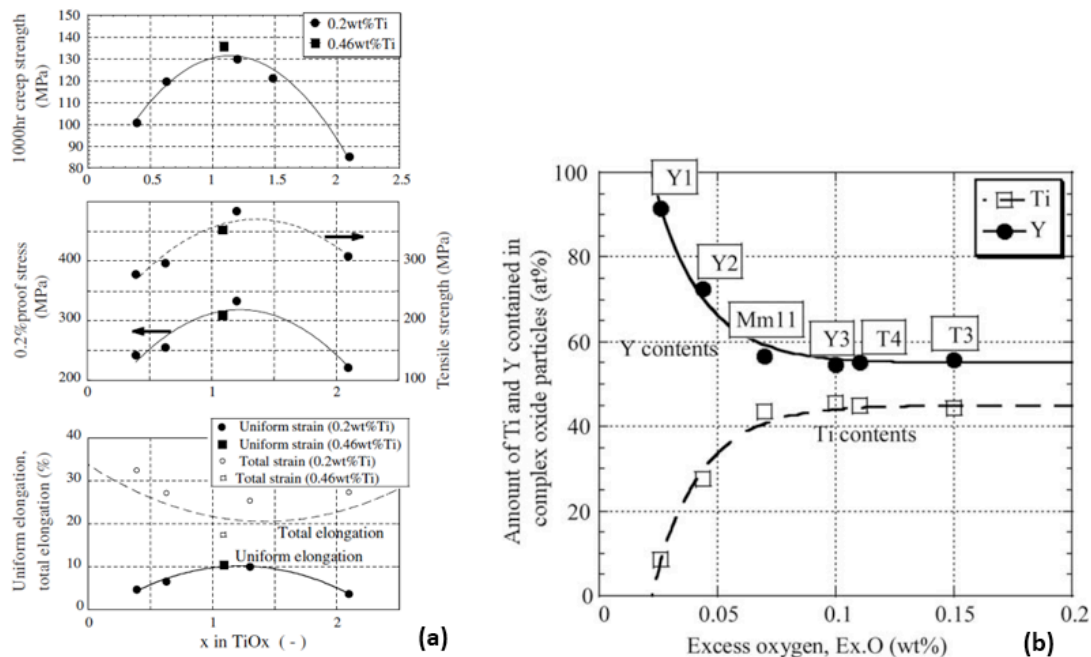 1000hr creep strength
(MPa)
150
140
130
120
110
100
90
80
0.2wt%Ti
0.46wt%Ti
0
0.5
1
1.5
2
2.5
0.2%proof stress
(MPa)
400
300
200
300
200
100
Tensile strength (MPa)
0
1
2
Uniform elongation,
total elongation (%)
40
30
20
10
0
Uniform strain (0.2wt%Ti)
Uniform strain (0.46wt%Ti)
Total strain (0.2wt%Ti)
Total strain (0.46wt%Ti)
Total elongation
Uniform elongation
0
1
2
x in TiOx ( - )
(a)
Amount of Ti and Y contained in
complex oxide particles (at%)
100
80
60
40
20
0
Y1
Y2
Mm11
Y3
T4
T3
Ti
Y
Y contents
Ti contents
0
0.05
0.1
0.15
0.2
Excess oxygen, Ex.O (wt%)
(b)